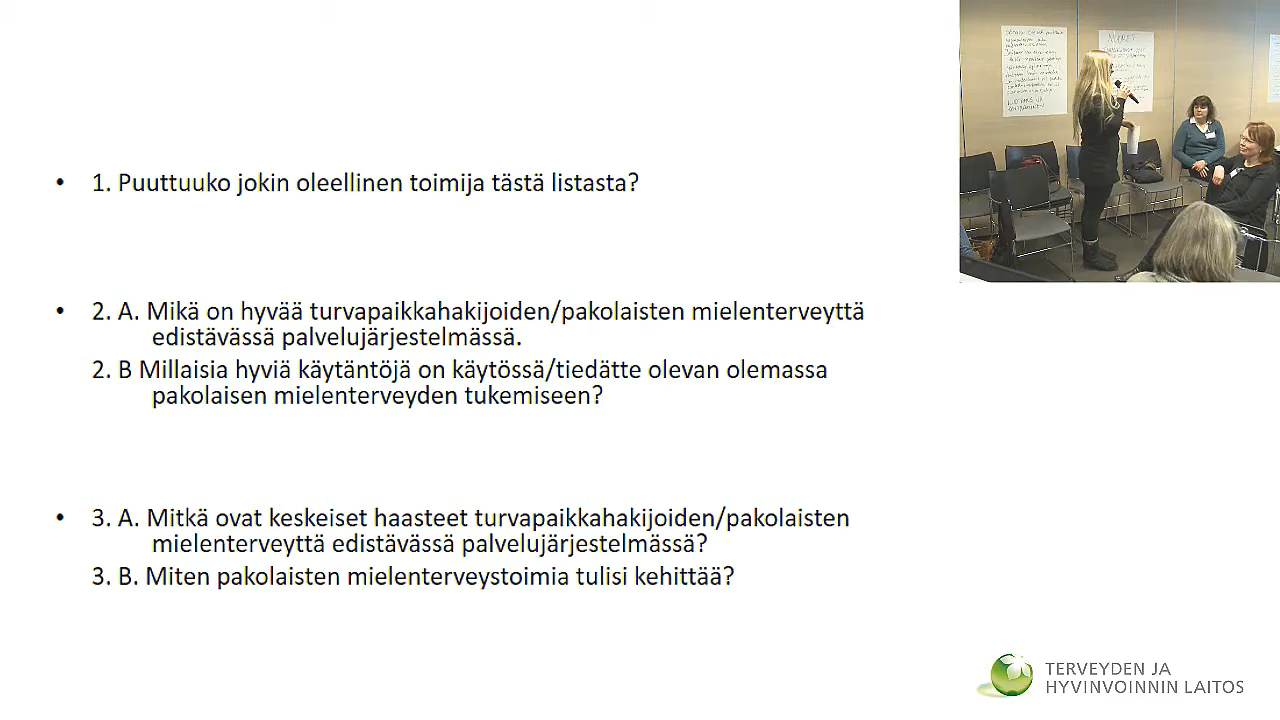 • 1. Puuttuuko jokin oleellinen toimija tästä listasta?
• 2. A. Mikä on hyvää turvapaikkahakijoiden/pakolaisten mielenterveyttä
edistävässä palvelujärjestelmässä.
2. B Millaisia hyviä käytäntöjä on käytössä/tiedätte olevan olemassa
pakolaisen mielenterveyden tukemiseen?
• 3. A. Mitkä ovat keskeiset haasteet turvapaikkahakijoiden/pakolaisten
mielenterveyttä edistävässä palvelujärjestelmässä?
3. B. Miten pakolaisten mielenterveystoimia tulisi kehittää?
TERVEYDEN JA
HYVINVOINNIN LAITOS